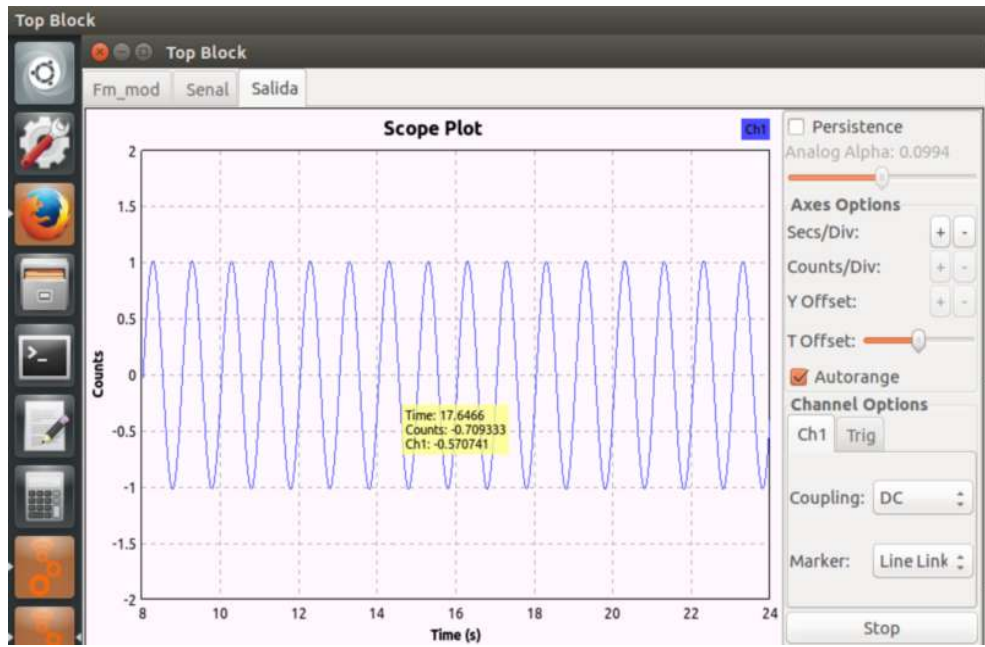 Top Block
Top Block
Fm_mod Senal Salida
Scope Plot
Ch1
2
1.5
1
0.5
0
-0.5
-1
-1.5
-2
Counts
8 10 12 14 16 18 20 22 24
Time (s)
Time: 17.6466
Counts: -0.709333
Ch1: -0.570741
Persistence
Analog Alpha: 0.0994
Axes Options
Secs/Div: + -
Counts/Div: + -
Y Offset: + -
T Offset:
Autorange
Channel Options
Ch1 Trig
Coupling: DC
Marker: Line Link
Stop